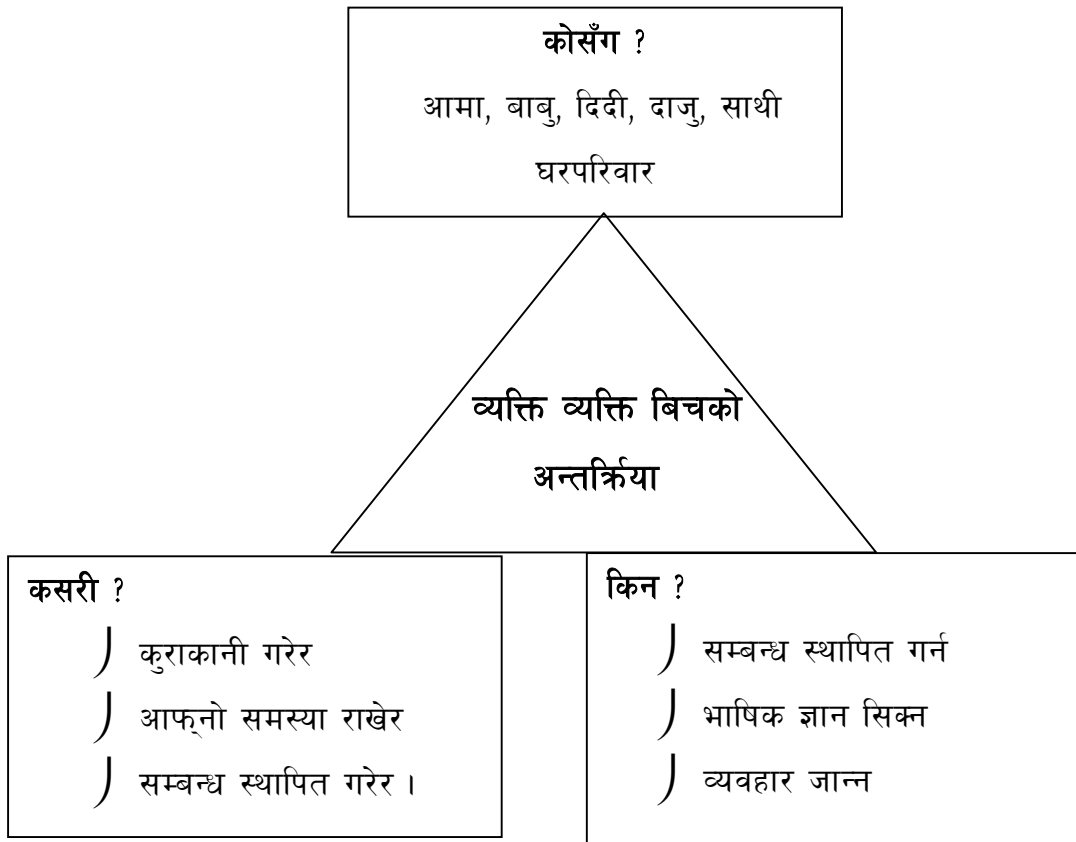 कोसँग ?
आमा, बाबु, दिदी, दाजु, साथी
घरपरिवार
व्यक्ति व्यक्ति बिचको
अन्तर्क्रिया
कसरी ?
कुराकानी गरेर
आफ्‌नो समस्या राखेर
सम्बन्ध स्थापित गरेर ।
किन ?
सम्बन्ध स्थापित गर्न
भाषिक ज्ञान सिक्न
व्यवहार जान्न